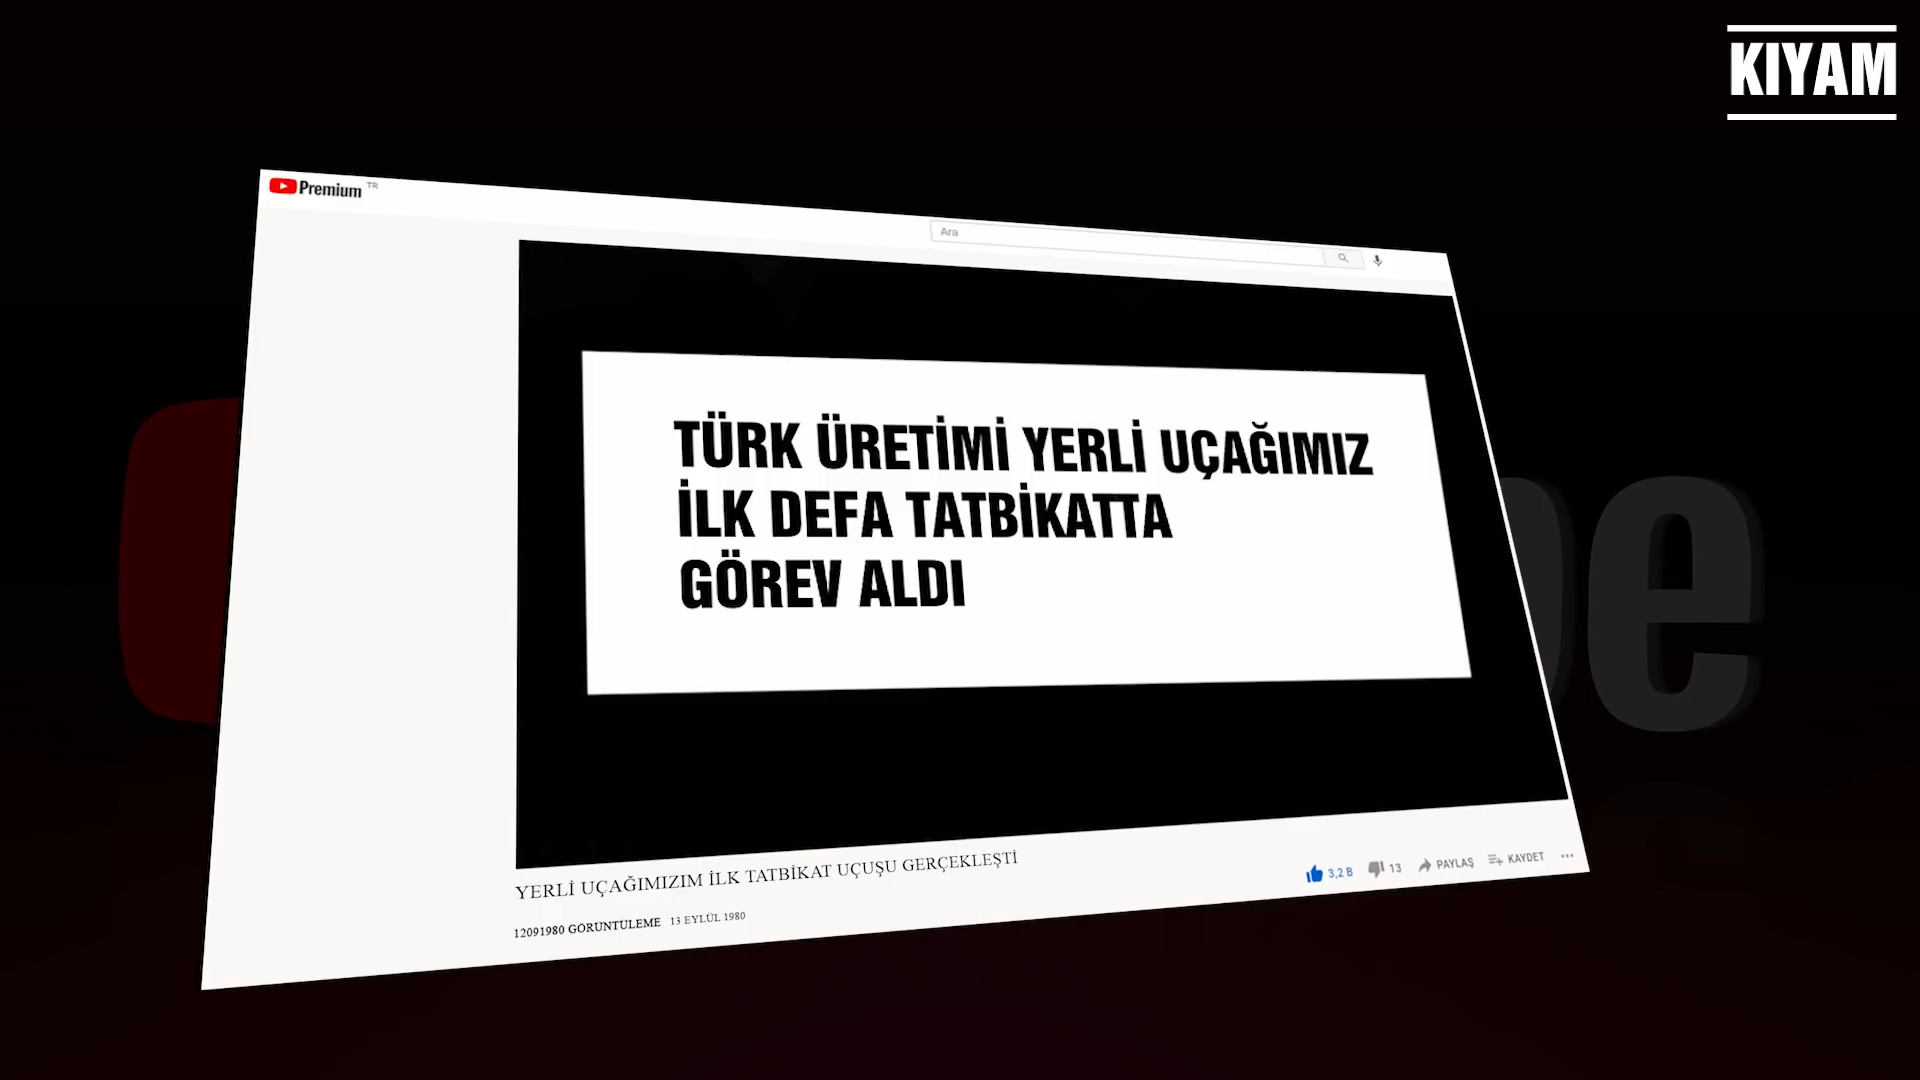 KIYAM
Premium TR
Ara
TÜRK ÜRETİMİ YERLİ UÇAĞIMIZ
İLK DEFA TATBİKATTA
GÖREV ALDI
YERLİ UÇAĞIMIZIM İLK TATBİKAT UÇUŞU GERÇEKLEŞTİ
3,2 B 13 PAYLAŞ KAYDET
12091980 GÖRÜNTÜLEME 13 EYLÜL 1980